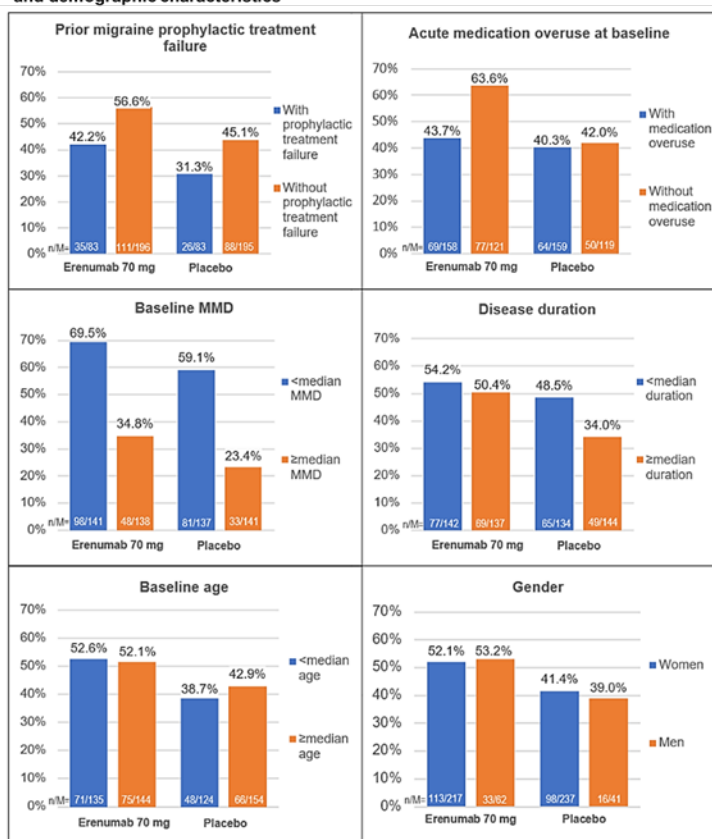 and demographic characteristics
Prior migraine prophylactic treatment
failure
70%
60%
50%
40%
30%
20%
10%
0%
42.2%
56.6%
31.3%
45.1%
n/M= 35/83 111/196 26/83 88/195
Erenumab 70 mg Placebo
With
prophylactic
treatment
failure
Without
prophylactic
treatment
failure
Acute medication overuse at baseline
70%
60%
50%
40%
30%
20%
10%
0%
43.7%
63.6%
40.3%
42.0%
n/M= 69/158 77/121 64/159 50/119
Erenumab 70 mg Placebo
With
medication
overuse
Without
medication
overuse
Baseline MMD
70%
60%
50%
40%
30%
20%
10%
0%
69.5%
34.8%
59.1%
23.4%
n/M= 98/141 48/138 81/137 33/141
Erenumab 70 mg Placebo
<median
MMD
≥median
MMD
Disease duration
70%
60%
50%
40%
30%
20%
10%
0%
54.2%
50.4%
48.5%
34.0%
n/M= 77/142 69/137 65/134 49/144
Erenumab 70 mg Placebo
<median
duration
≥median
duration
Baseline age
70%
60%
50%
40%
30%
20%
10%
0%
52.6%
52.1%
38.7%
42.9%
n/M= 71/135 75/144 48/124 66/154
Erenumab 70 mg Placebo
<median
age
≥median
age
Gender
70%
60%
50%
40%
30%
20%
10%
0%
52.1%
53.2%
41.4%
39.0%
n/M= 113/217 33/62 98/237 16/41
Erenumab 70 mg Placebo
Women
Men